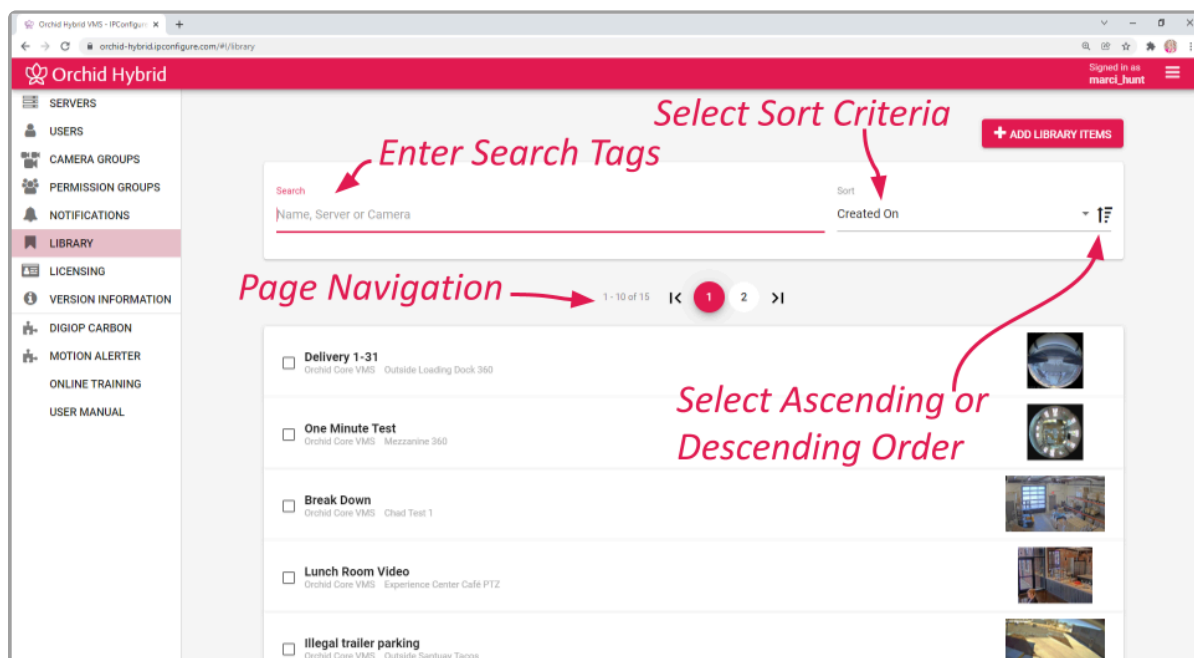 Orchid Hybrid VMS - IPConfigur
orchid-hybrid.ipconfigure.com/#!/library
Orchid Hybrid
Signed in as
marci_hunt
SERVERS
USERS
CAMERA GROUPS
PERMISSION GROUPS
NOTIFICATIONS
LIBRARY
LICENSING
VERSION INFORMATION
DIGIOP CARBON
MOTION ALERTER
ONLINE TRAINING
USER MANUAL
Select Sort Criteria
ADD LIBRARY ITEMS
Enter Search Tags
Search
Name, Server or Camera
Sort
Created On
Page Navigation
1 - 10 of 15
1 2
Delivery 1-31
Orchid Core VMS Outside Loading Dock 360
Select Ascending or
Descending Order
One Minute Test
Orchid Core VMS Mezzanine 360
Break Down
Orchid Core VMS Chad Test 1
Lunch Room Video
Orchid Core VMS Experience Center Café PTZ
Illegal trailer parking
Orchid Core VMS Outside